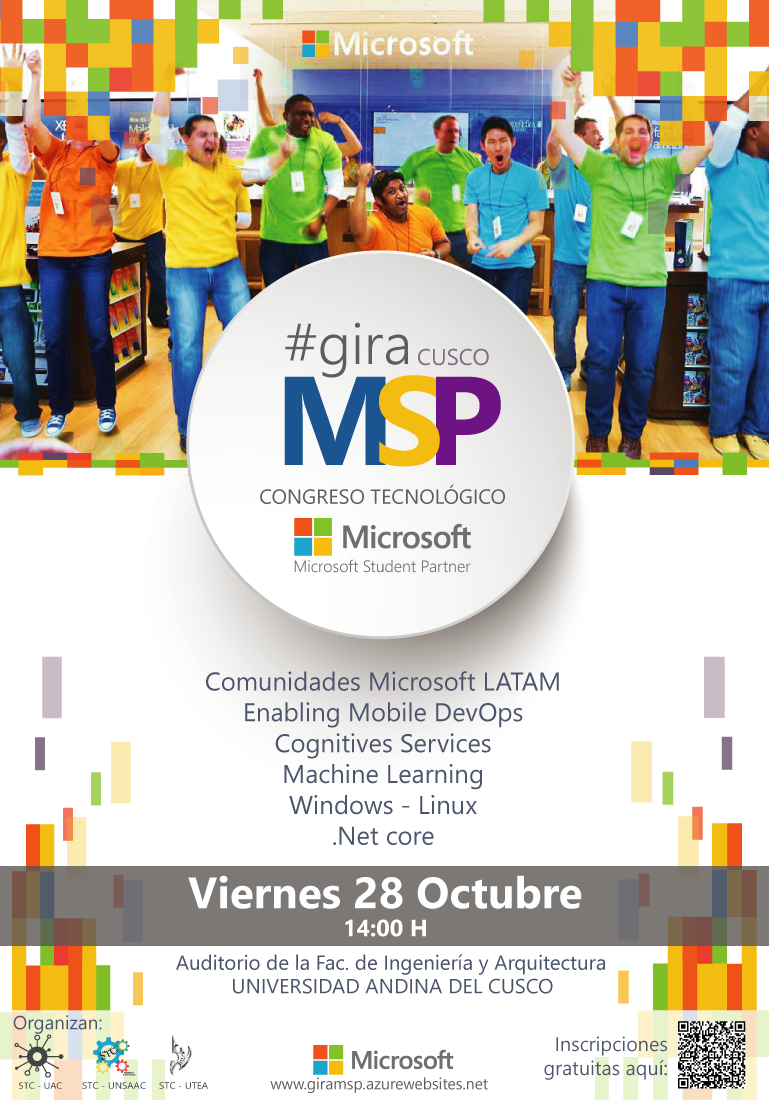 Microsoft
#gira CUSCO
MSP
CONGRESO TECNOLÓGICO
Microsoft
Microsoft Student Partner
Comunidades Microsoft LATAM
Enabling Mobile DevOps
Cognitives Services
Machine Learning
Windows - Linux
.Net core
Viernes 28 Octubre
14:00 H
Auditorio de la Fac. de Ingeniería y Arquitectura
UNIVERSIDAD ANDINA DEL CUSCO
Organizan:
STC - UAC
STC
STC - UNSAAC
STC - UTEA
Microsoft
www.giramsp.azurewebsites.net
Inscripciones
gratuitas aquí: